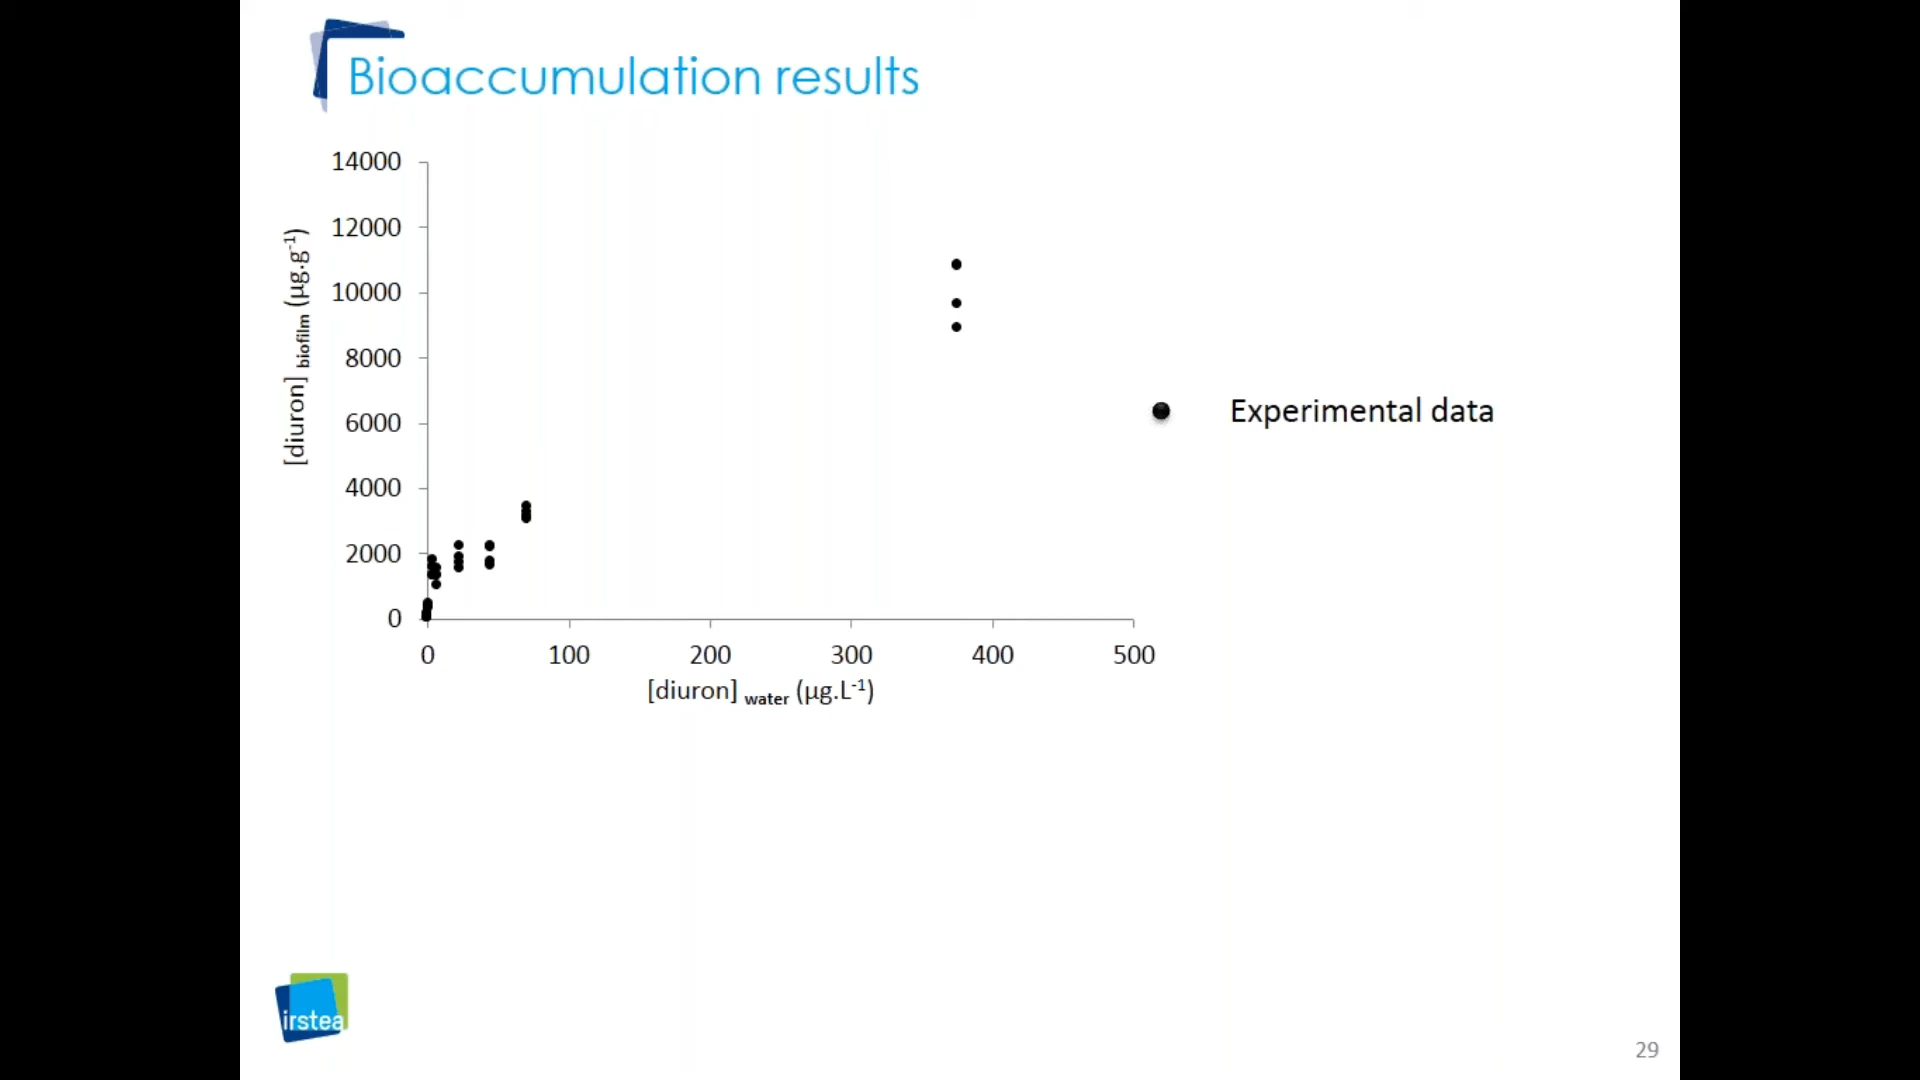 Bioaccumulation results
14000
12000
10000
8000
6000
4000
2000
0
[diuron] biofilm (µg.g-1)
0 100 200 300 400 500
[diuron] water (µg.L-1)
Experimental data
irstea
29